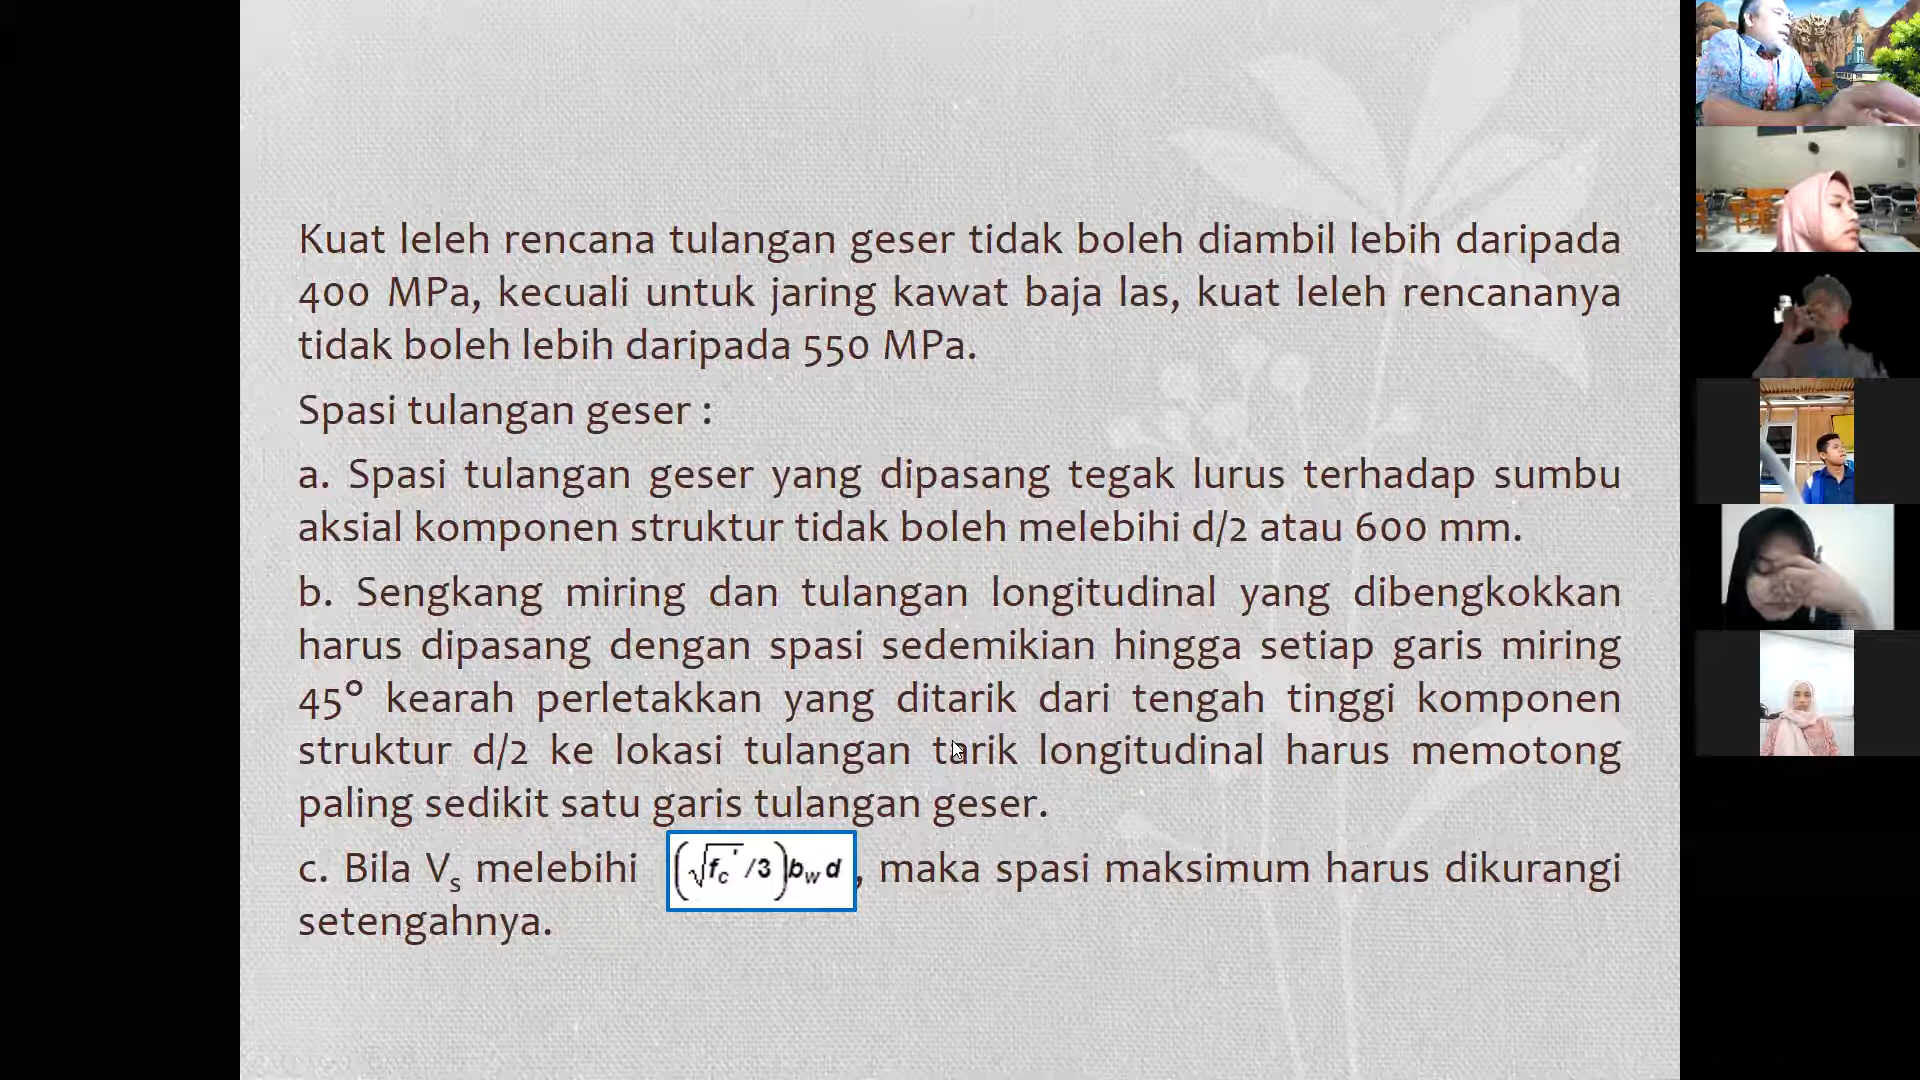 Kuat leleh rencana tulangan geser tidak boleh diambil lebih daripada
400 MPa, kecuali untuk jaring kawat baja las, kuat leleh rencananya
tidak boleh lebih daripada 550 MPa.
Spasi tulangan geser :
a. Spasi tulangan geser yang dipasang tegak lurus terhadap sumbu
aksial komponen struktur tidak boleh melebihi d/2 atau 600 mm.
b. Sengkang miring dan tulangan longitudinal yang dibengkokkan
harus dipasang dengan spasi sedemikian hingga setiap garis miring
45° kearah perletakkan yang ditarik dari tengah tinggi komponen
struktur d/2 ke lokasi tulangan tarik longitudinal harus memotong
paling sedikit satu garis tulangan geser.
c. Bila Vₛ melebihi (√f_c' /3) b_w d, maka spasi maksimum harus dikurangi
setengahnya.